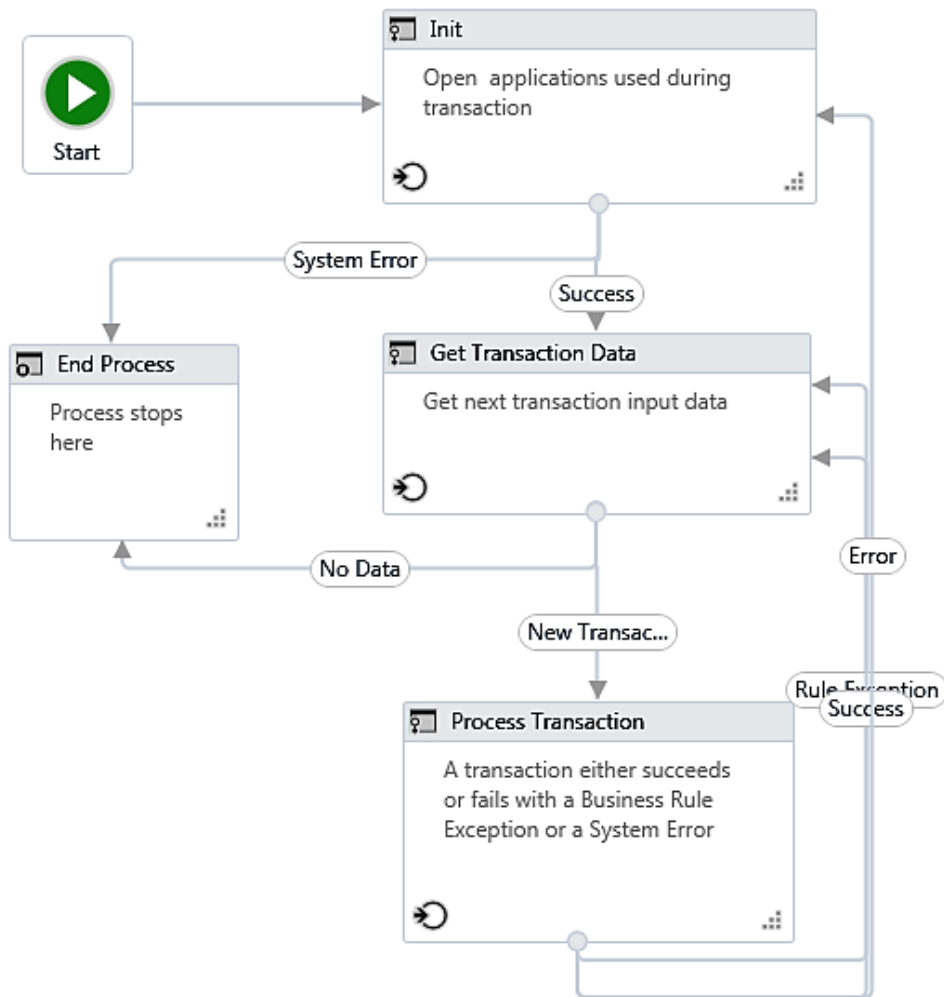 Init
Open  applications used during
transaction
Start
System Error
Success
End Process
Process stops
here
Get Transaction Data
Get next transaction input data
No Data
Error
New Transac...
Rule Exception
Success
Process Transaction
A transaction either succeeds
or fails with a Business Rule
Exception or a System Error